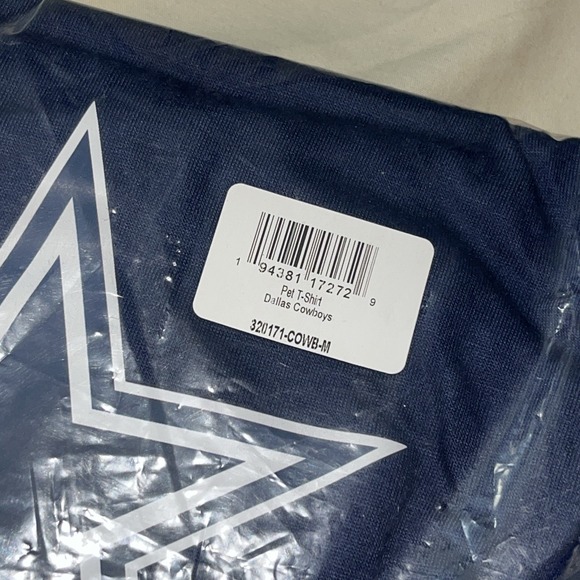 1 94381 17272 9
Pet T-Shirt
Dallas Cowboys
320171-COWB-M